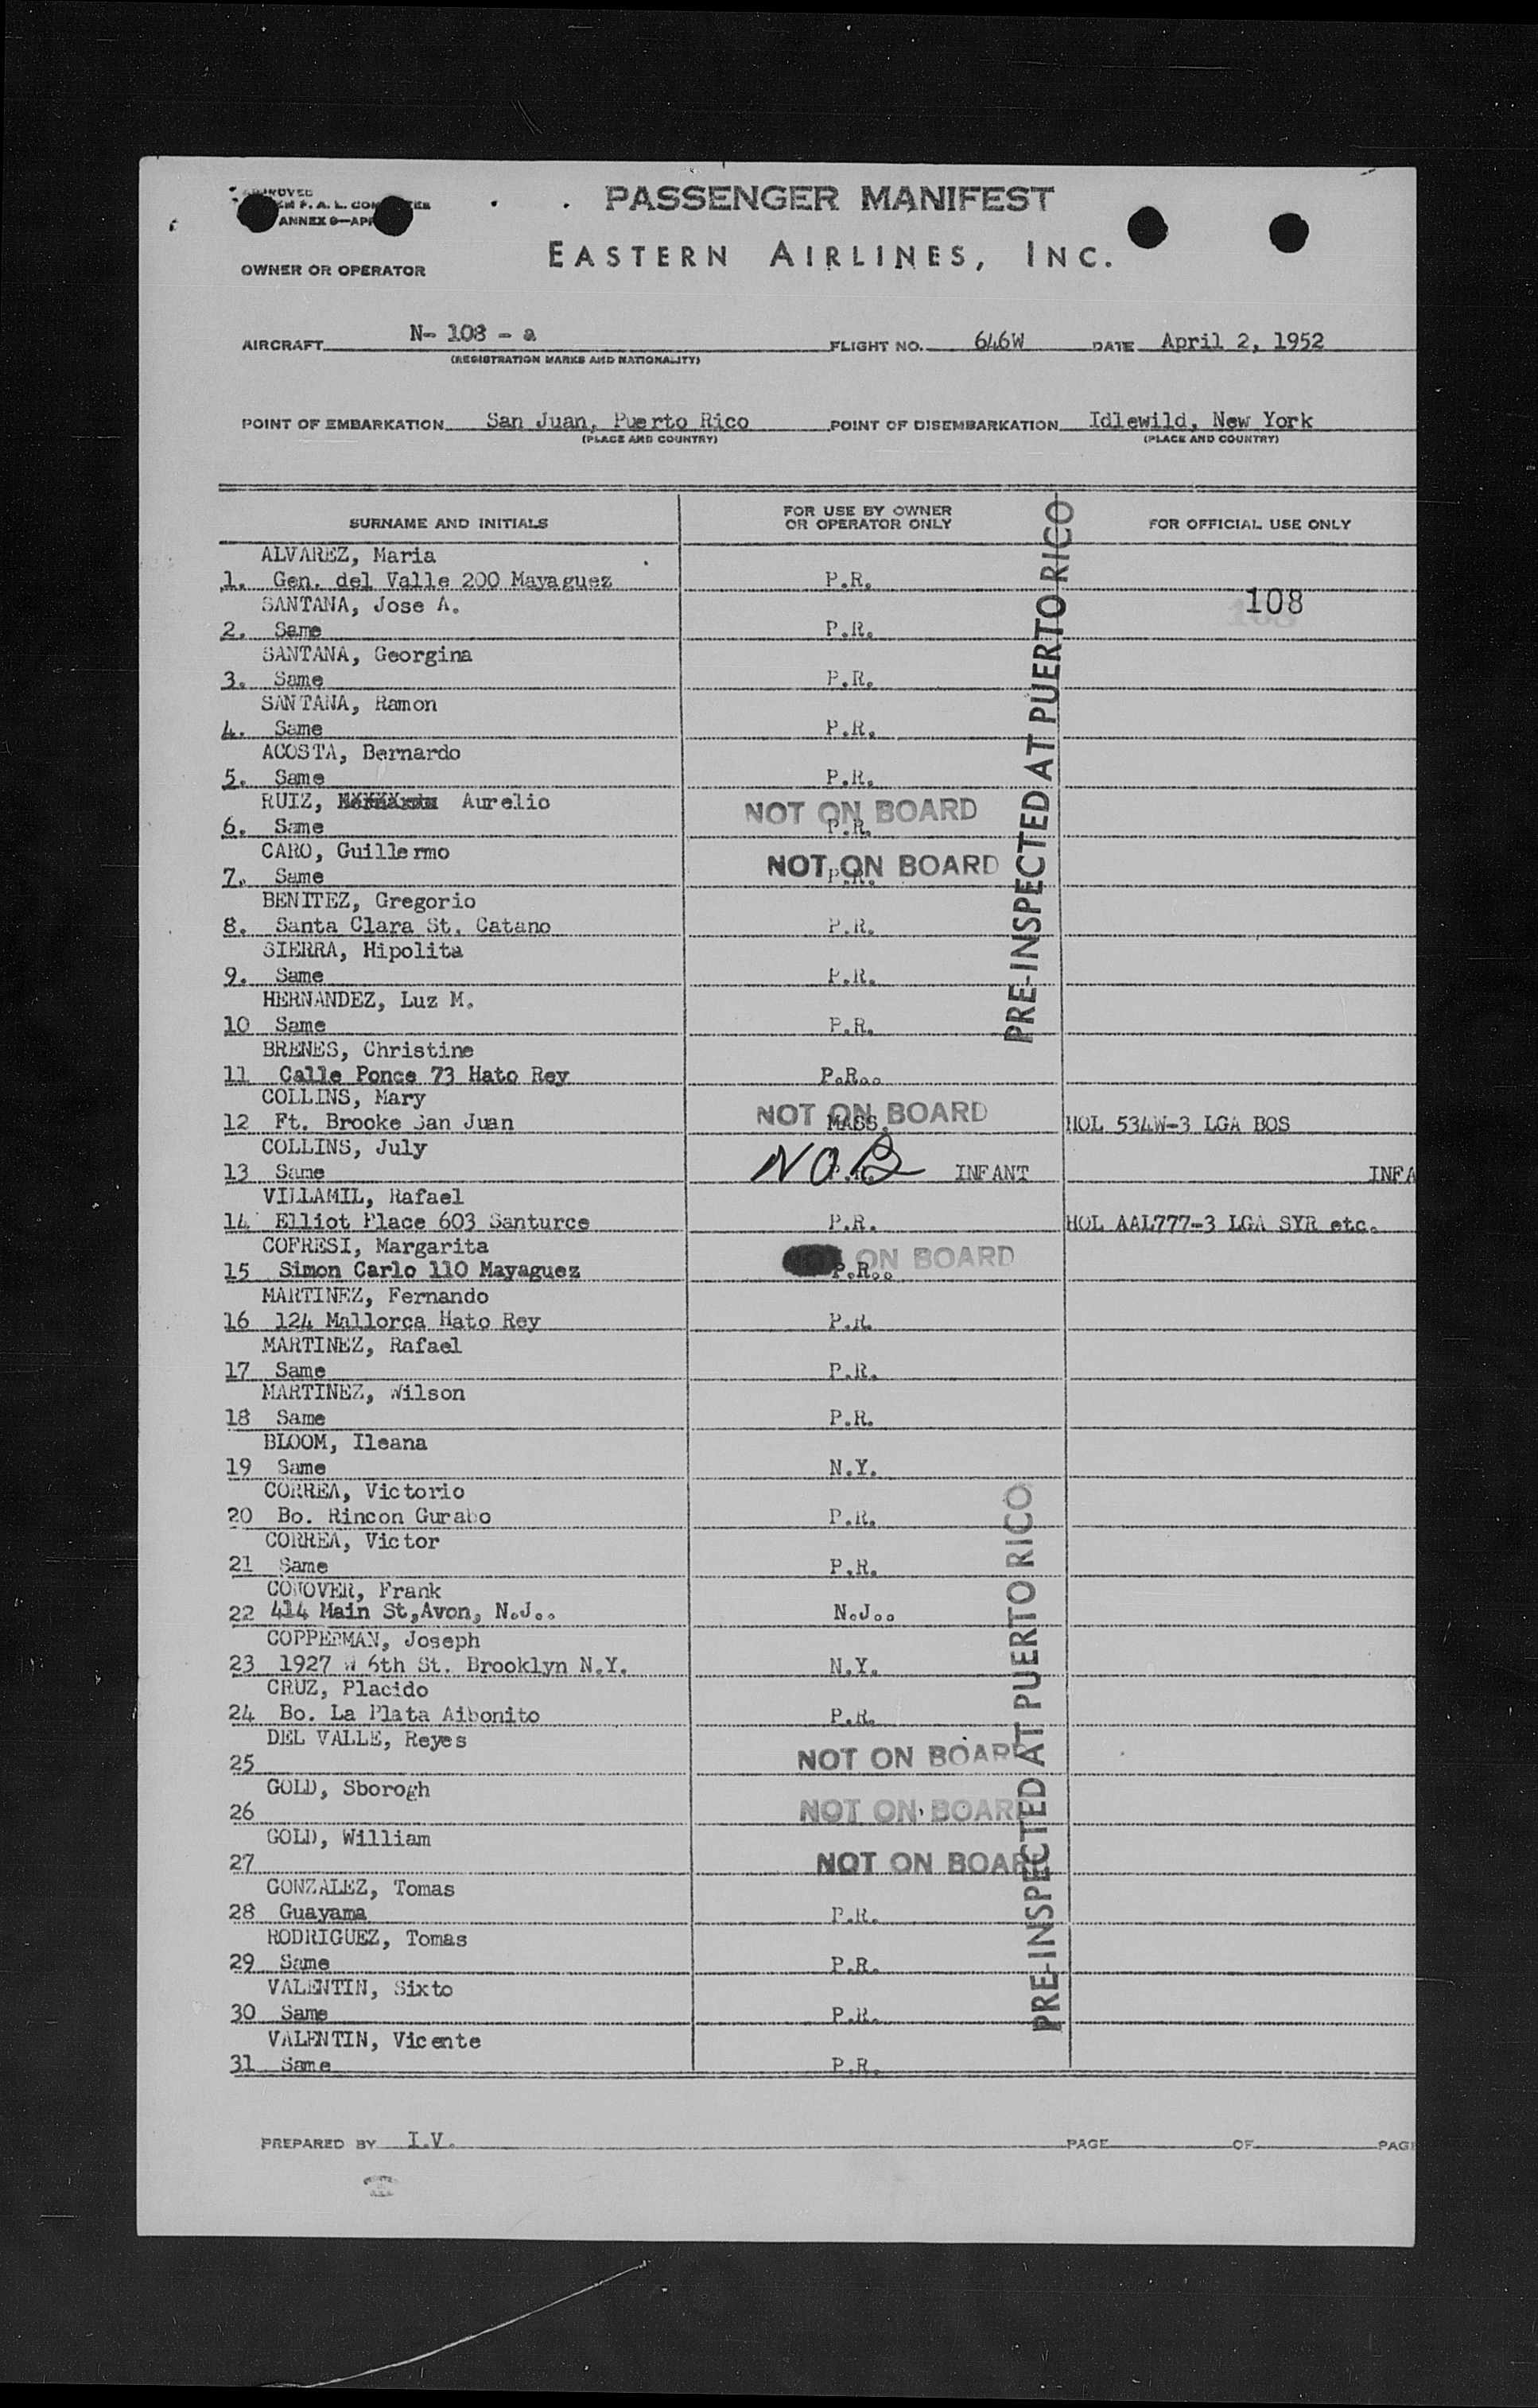 APPROVED
F. A. L. COM
ANNEX 9—AP
PASSENGER MANIFEST
EASTERN AIRLINES, INC.
OWNER OR OPERATOR
AIRCRAFT N- 108 - a
(REGISTRATION MARKS AND NATIONALITY)
FLIGHT NO. 646W DATE April 2, 1952
POINT OF EMBARKATION San Juan, Puerto Rico POINT OF DISEMBARKATION Idlewild, New York
(PLACE AND COUNTRY) (PLACE AND COUNTRY)
SURNAME AND INITIALS FOR USE BY OWNER OR OPERATOR ONLY FOR OFFICIAL USE ONLY
PRE-INSPECTED AT PUERTO RICO
ALVAREZ, Maria
1. Gen. del Valle 200 Mayaguez P.R.
108
SANTANA, Jose A.
2. Same P.R.
SANTANA, Georgina
3. Same P.R.
SANTANA, Ramon
4. Same P.R.
ACOSTA, Bernardo
5. Same P.R.
RUIZ, Aurelio NOT ON BOARD
6. Same P.R.
CARO, Guillermo NOT ON BOARD
7. Same P.R.
BENITEZ, Gregorio
8. Santa Clara St. Catano P.R.
SIERRA, Hipolita
9. Same P.R.
HERNANDEZ, Luz M.
10 Same P.R.
BRENES, Christine
11 Calle Ponce 73 Hato Rey P.R..
COLLINS, Mary NOT ON BOARD
12 Ft. Brooke San Juan MASS. HOL 534W-3 LGA BOS
COLLINS, July
13 Same NOB P.R. INFANT INFA
VILLAMIL, Rafael
14 Elliot Place 603 Santurce P.R. HOL AAL777-3 LGA SYR etc.
COFRESI, Margarita NOT ON BOARD
15 Simon Carlo 110 Mayaguez P.R..
MARTINEZ, Fernando
16 124 Mallorca Hato Rey P.R.
MARTINEZ, Rafael
17 Same P.R.
MARTINEZ, Wilson
18 Same P.R.
BLOOM, Ileana
19 Same N.Y.
PRE-INSPECTED AT PUERTO RICO
CORREA, Victorio
20 Bo. Rincon Gurabo P.R.
CORREA, Victor
21 Same P.R.
CONOVER, Frank
22 414 Main St,Avon, N.J.. N.J..
COPPERMAN, Joseph
23 1927 W 6th St. Brooklyn N.Y. N.Y.
CRUZ, Placido
24 Bo. La Plata Aibonito P.R.
DEL VALLE, Reyes
25 NOT ON BOARD
GOLD, Sborogh
26 NOT ON BOARD
GOLD, William
27 NOT ON BOARD
GONZALEZ, Tomas
28 Guayama P.R.
RODRIGUEZ, Tomas
29 Same P.R.
VALENTIN, Sixto
30 Same P.R.
VALENTIN, Vicente
31 Same P.R.
PREPARED BY I.V. PAGE OF PAG